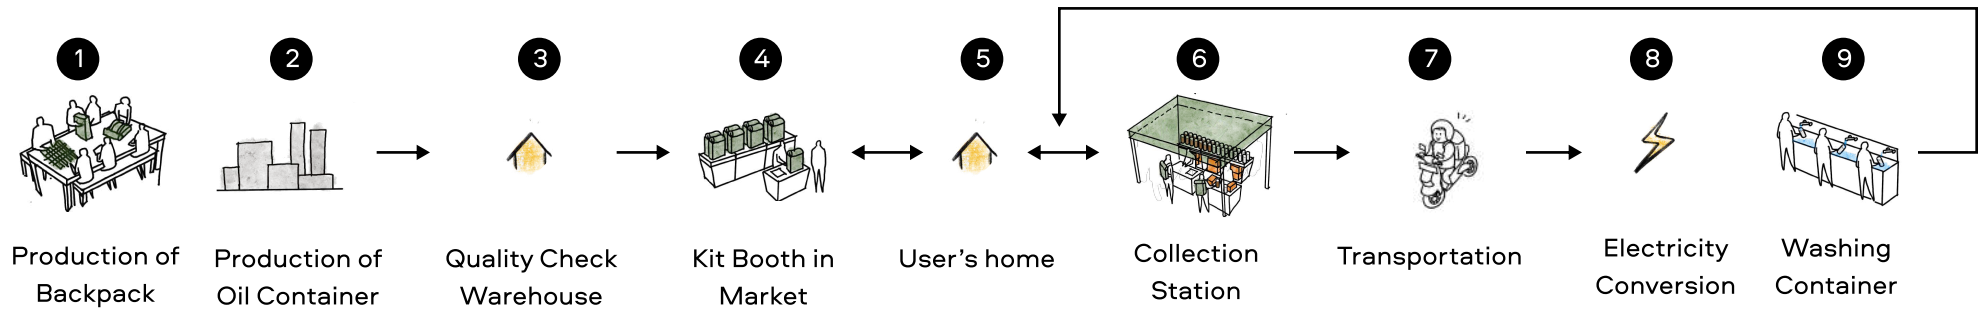 1
2
3
4
5
6
7
8
9
Production of
Backpack
Production of
Oil Container
Quality Check
Warehouse
Kit Booth in
Market
User's home
Collection
Station
Transportation
Electricity
Conversion
Washing
Container